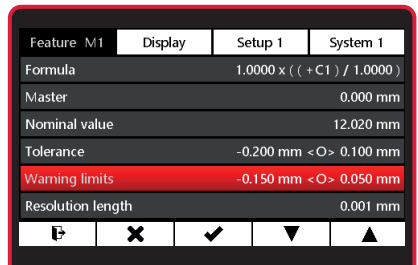 Feature M1 Display Setup 1 System 1
Formula 1.0000 x ( ( +C1 ) / 1.0000 )
Master 0.000 mm
Nominal value 12.020 mm
Tolerance -0.200 mm <O> 0.100 mm
Warning limits -0.150 mm <O> 0.050 mm
Resolution length 0.001 mm